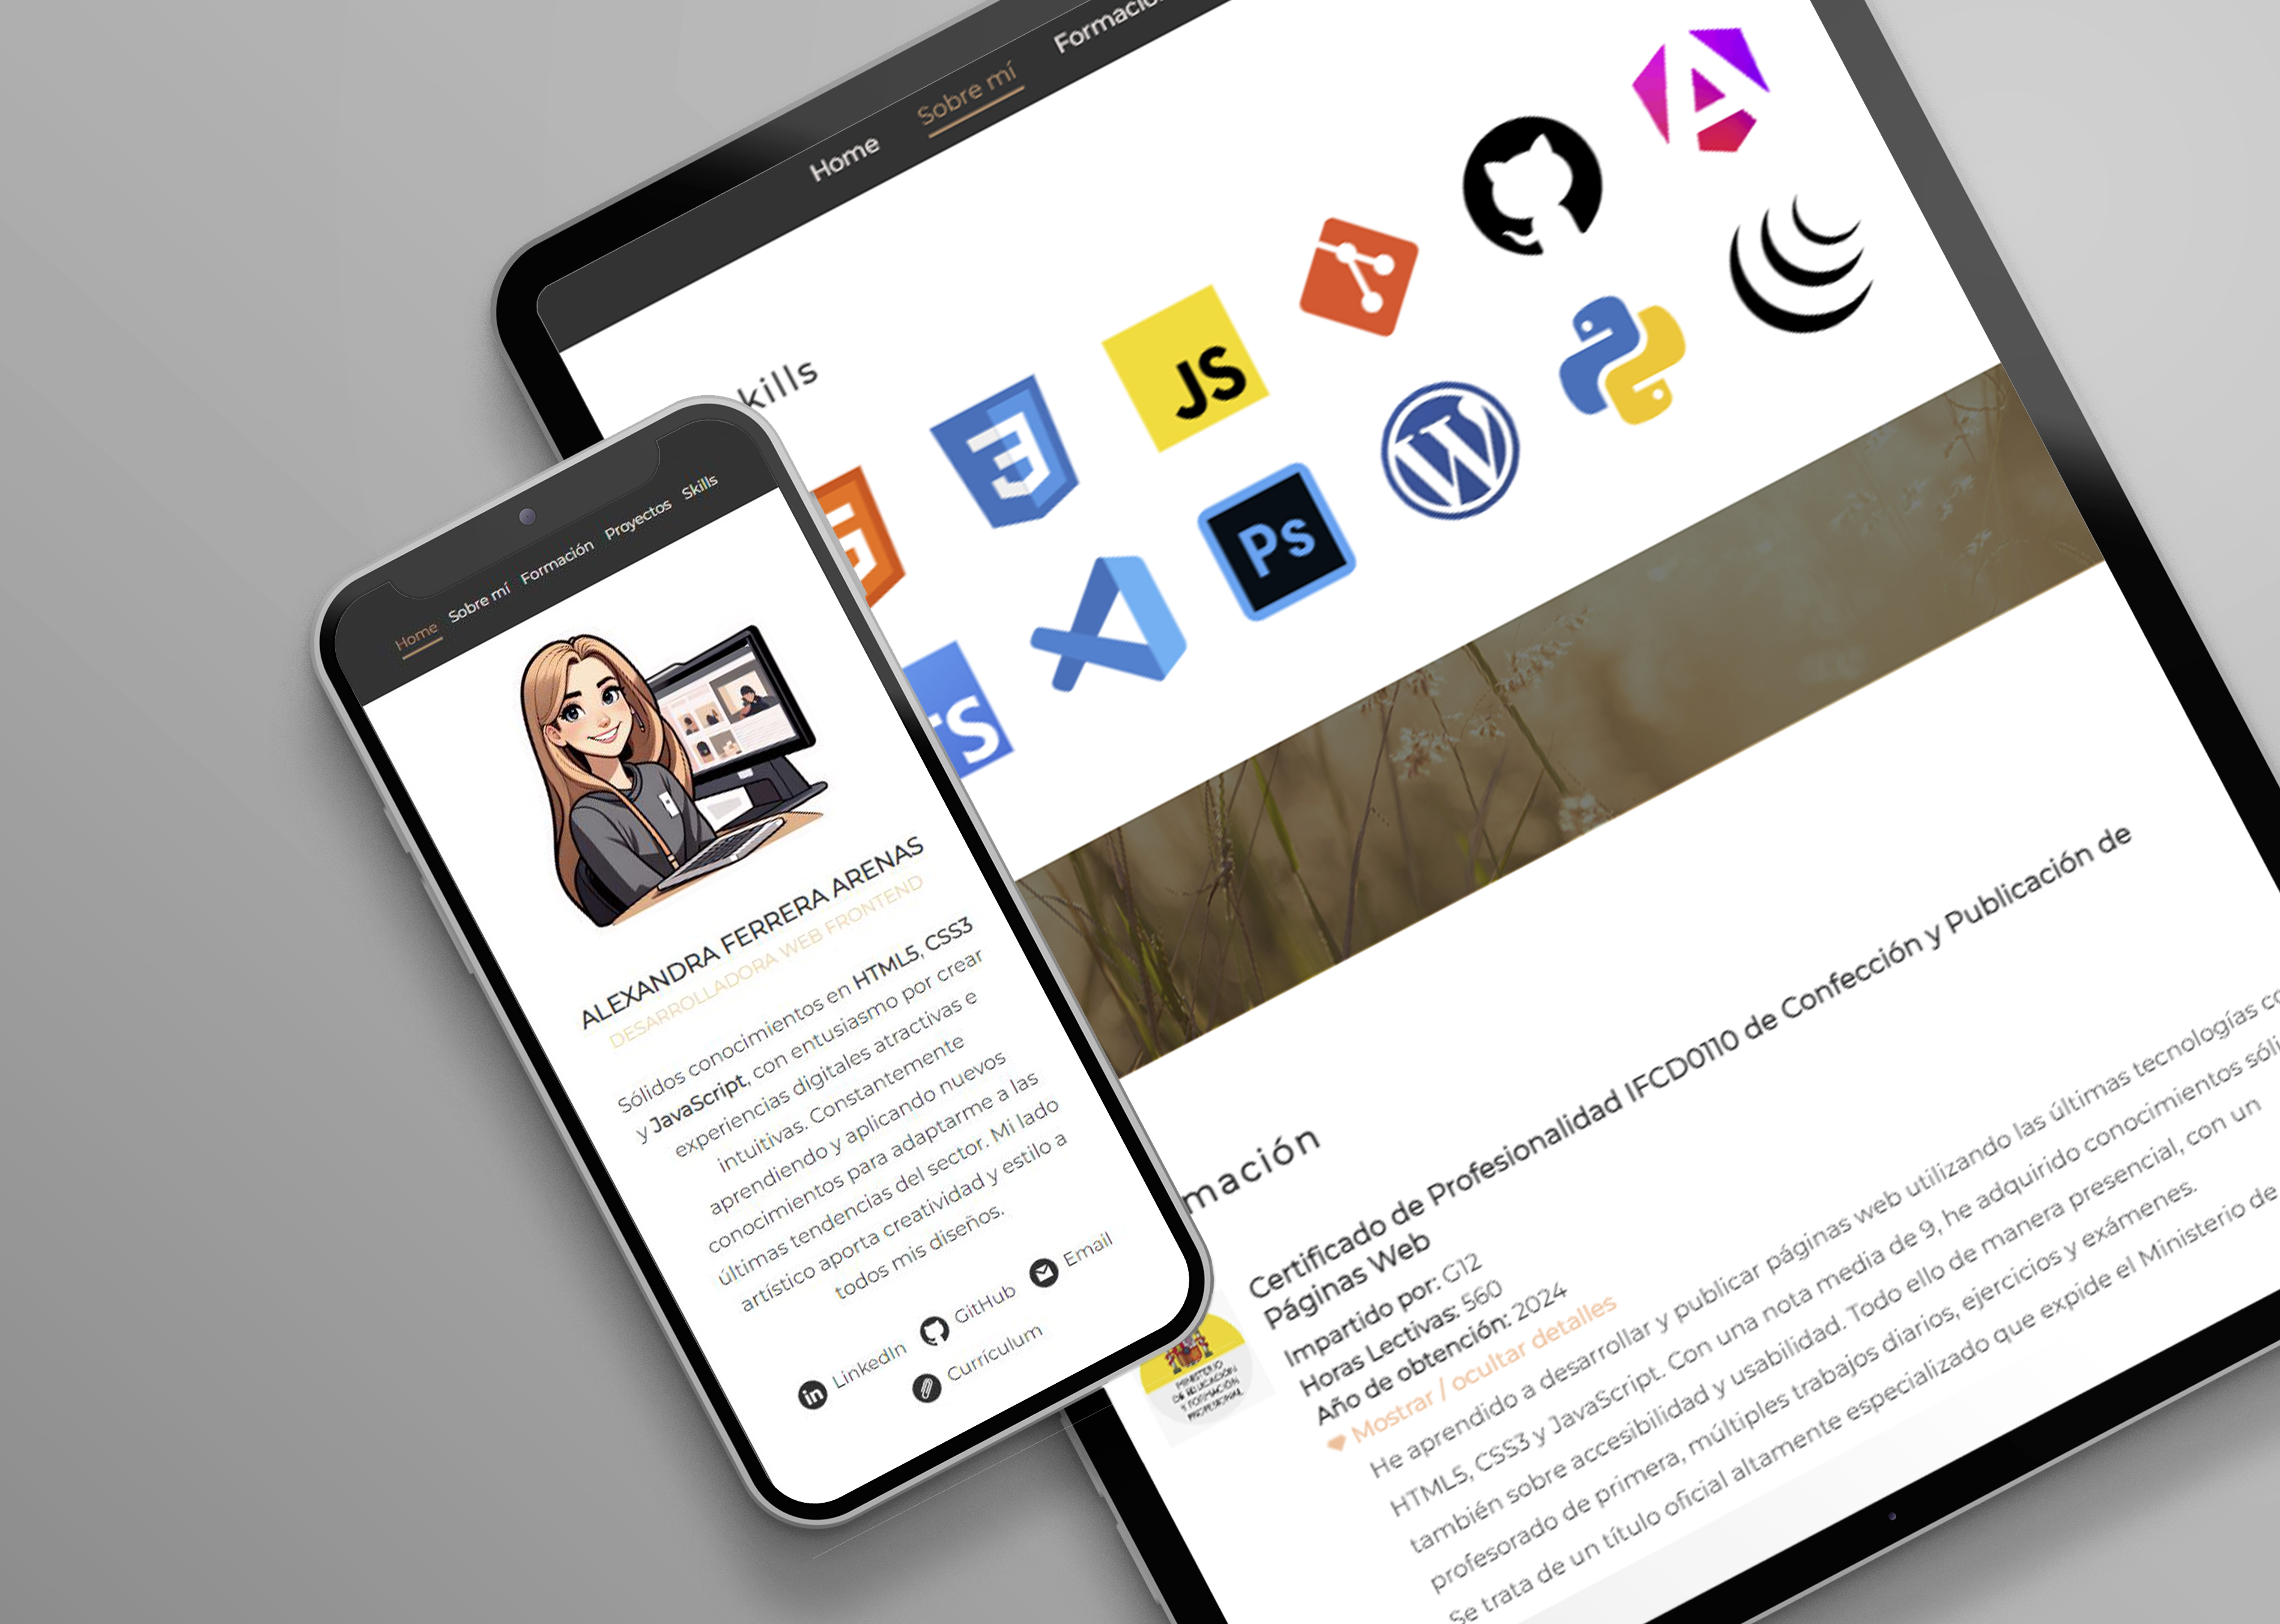 Home
Sobre mí
kills
JS
Ps
TS
mación
Certificado de Profesionalidad IFCD0110 de Confección y Publicación de
Páginas Web
Impartido por: G12
Horas Lectivas: 560
Año de obtención: 2024
Mostrar / ocultar detalles
He aprendido a desarrollar y publicar páginas web utilizando las últimas tecnologías
HTML5, CSS3 y JavaScript. Con una nota media de 9, he adquirido conocimientos
también sobre accesibilidad y usabilidad. Todo ello de manera presencial, con un
profesorado de primera, múltiples trabajos diarios, ejercicios y exámenes.
Se trata de un título oficial altamente especializado que expide el Ministerio de
MINISTERIO
DE EDUCACIÓN
Y FORMACIÓN
PROFESIONAL
Home Sobre mí Formación Proyectos Skills
ALEXANDRA FERRERA ARENAS
DESARROLLADORA WEB FRONTEND
Sólidos conocimientos en HTML5, CSS3
y JavaScript, con entusiasmo por crear
experiencias digitales atractivas e
intuitivas. Constantemente
aprendiendo y aplicando nuevos
conocimientos para adaptarme a las
últimas tendencias del sector. Mi lado
artístico aporta creatividad y estilo a
todos mis diseños.
LinkedIn GitHub Email
Currículum